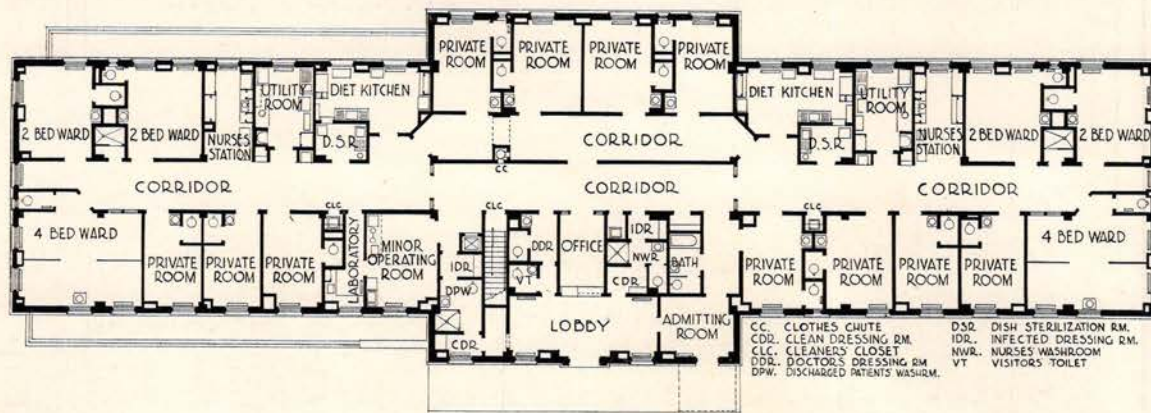 PRIVATE ROOM
PRIVATE ROOM
PRIVATE ROOM
PRIVATE ROOM
2 BED WARD
2 BED WARD
NURSES STATION
UTILITY ROOM
DIET KITCHEN
D.S.R.
DIET KITCHEN
D.S.R.
UTILITY ROOM
NURSES STATION
2 BED WARD
2 BED WARD
CORRIDOR
CC
CORRIDOR
CORRIDOR
CORRIDOR
CLC
CLC
CLC
4 BED WARD
PRIVATE ROOM
PRIVATE ROOM
PRIVATE ROOM
LABORATORY
MINOR OPERATING ROOM
IDR
DPW
CDR
DDR
VT
OFFICE
IDR
NWR
CDR
BATH
LOBBY
ADMITTING ROOM
PRIVATE ROOM
PRIVATE ROOM
PRIVATE ROOM
PRIVATE ROOM
4 BED WARD
CC. CLOTHES CHUTE
CDR. CLEAN DRESSING RM.
CLC. CLEANERS' CLOSET
DDR. DOCTORS DRESSING RM
DPW. DISCHARGED PATIENTS' WASHRM.
DSR DISH STERILIZATION RM.
IDR. INFECTED DRESSING RM.
NWR. NURSES' WASHROOM
VT VISITORS TOILET